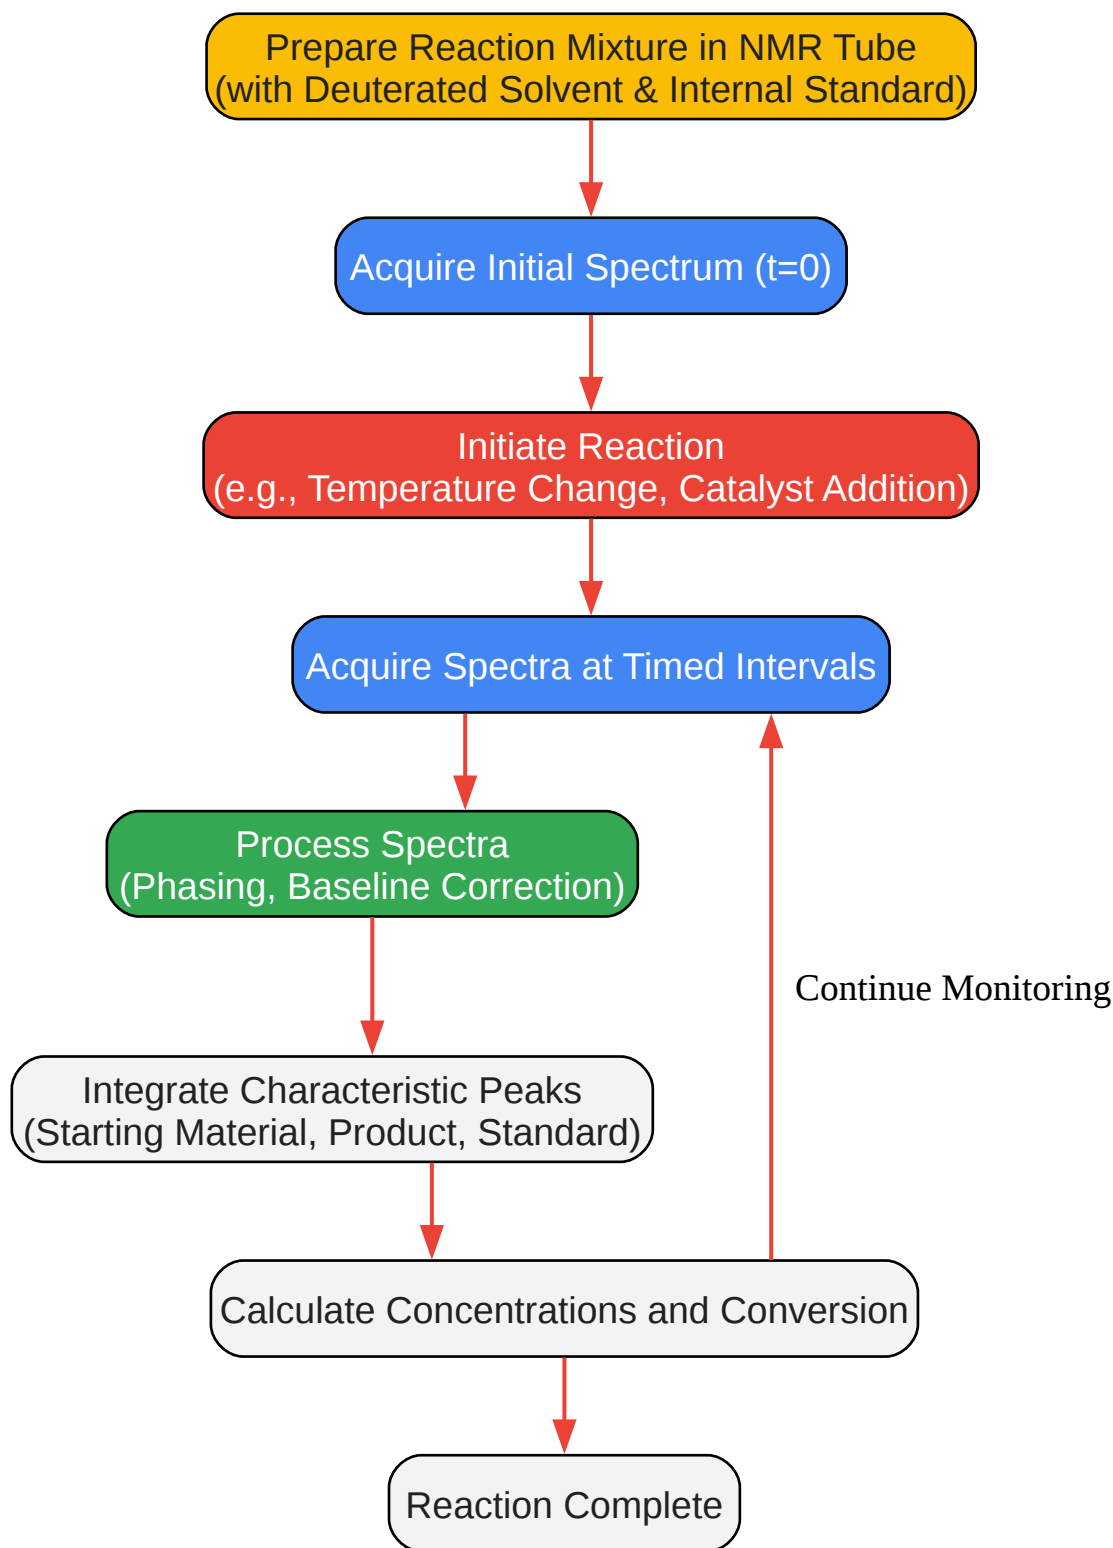 Prepare Reaction Mixture in NMR Tube
(with Deuterated Solvent & Internal Standard)
Acquire Initial Spectrum (t=0)
Initiate Reaction
(e.g., Temperature Change, Catalyst Addition)
Acquire Spectra at Timed Intervals
Process Spectra
(Phasing, Baseline Correction)
Continue Monitoring
Integrate Characteristic Peaks
(Starting Material, Product, Standard)
Calculate Concentrations and Conversion
Reaction Complete